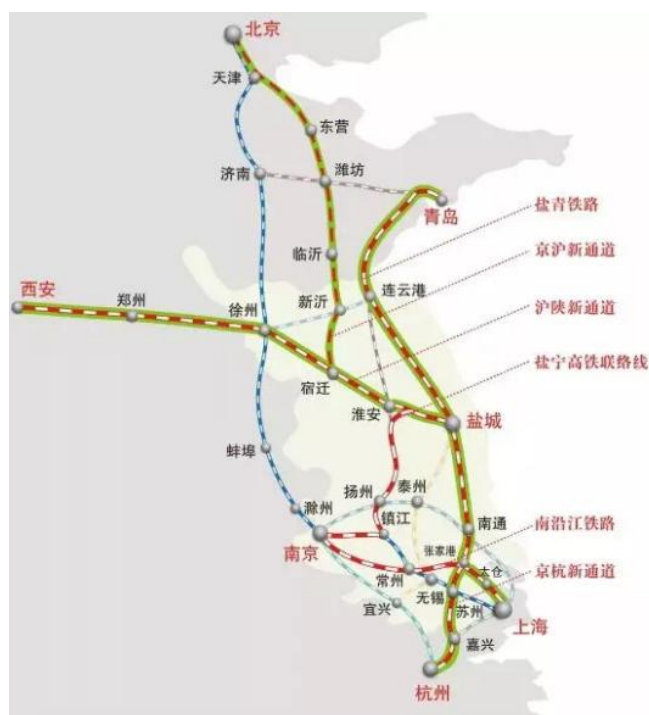 北京
天津
东营
济南
潍坊
青岛
盐青铁路
临沂
京沪新通道
西安
郑州
徐州
新沂
连云港
沪陕新通道
宿迁
盐宁高铁联络线
淮安
盐城
蚌埠
扬州
泰州
滁州
镇江
南通
南沿江铁路
南京
张家港
太仓
常州
京杭新通道
无锡
宜兴
苏州
上海
嘉兴
杭州